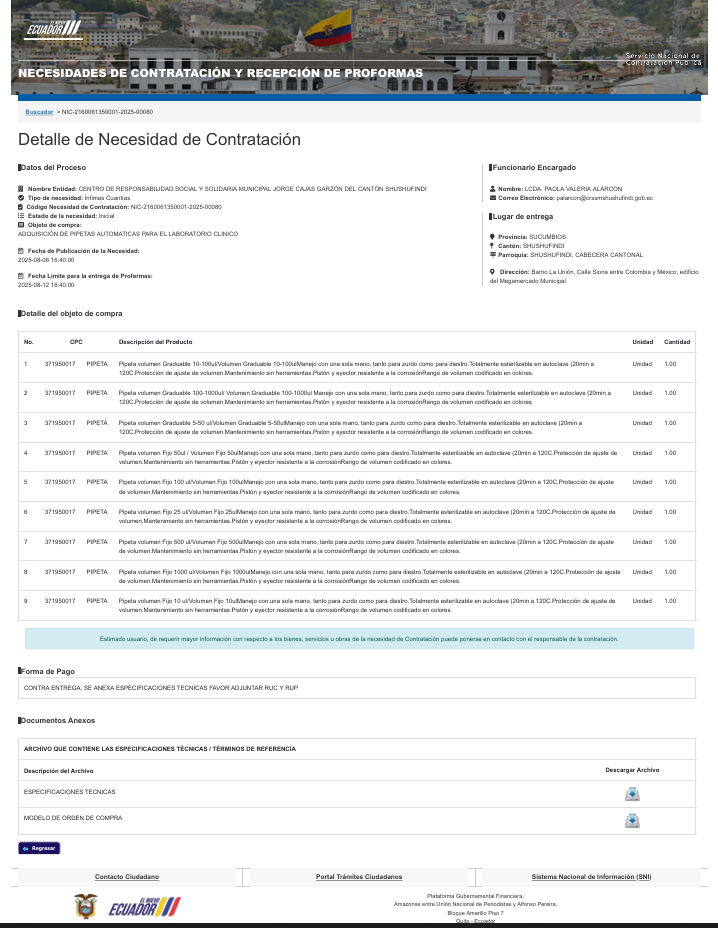 EL NUEVO
ECUADOR
Servicio Nacional de
Contratación Pública
NECESIDADES DE CONTRATACIÓN Y RECEPCIÓN DE PROFORMAS
Buscador > NIC-2160061350001-2025-00080
Detalle de Necesidad de Contratación
Datos del Proceso
Nombre Entidad: CENTRO DE RESPONSABILIDAD SOCIAL Y SOLIDARIA MUNICIPAL JORGE CAJAS GARZÓN DEL CANTÓN SHUSHUFINDI
Tipo de necesidad: Ínfimas Cuantías
Código Necesidad de Contratación: NIC-2160061350001-2025-00080
Estado de la necesidad: Inicial
Objeto de compra:
ADQUISICIÓN DE PIPETAS AUTOMATICAS PARA EL LABORATORIO CLINICO
Fecha de Publicación de la Necesidad:
2025-08-06 16:40:00
Fecha Límite para la entrega de Proformas:
2025-08-12 16:40:00
Funcionario Encargado
Nombre: LCDA. PAOLA VALERIA ALARCON
Correo Electrónico: palarcon@crsemshushufindi.gob.ec
Lugar de entrega
Provincia: SUCUMBIOS
Cantón: SHUSHUFINDI
Parroquia: SHUSHUFINDI, CABECERA CANTONAL
Dirección: Barrio La Unión, Calle Siona entre Colombia y México, edificio
del Megamercado Municipal
Detalle del objeto de compra
No. CPC Descripción del Producto Unidad Cantidad
1 371950017 PIPETA Pipeta volumen Graduable 10-100ul/Volumen Graduable 10-100ulManejo con una sola mano, tanto para zurdo como para diestro.Totalmente esterilizable en autoclave (20min a Unidad 1.00
120C.Protección de ajuste de volumen.Mantenimiento sin herramientas.Pistón y eyector resistente a la corrosiónRango de volumen codificado en colores.
2 371950017 PIPETA Pipeta volumen Graduable 100-1000ul/ Volumen Graduable 100-1000ul Manejo con una sola mano, tanto para zurdo como para diestro.Totalmente esterilizable en autoclave (20min a Unidad 1.00
120C.Protección de ajuste de volumen.Mantenimiento sin herramientas.Pistón y eyector resistente a la corrosiónRango de volumen codificado en colores
3 371950017 PIPETA Pipeta volumen Graduable 5-50 ul/Volumen Graduable 5-50ulManejo con una sola mano, tanto para zurdo como para diestro.Totalmente esterilizable en autoclave (20min a Unidad 1.00
120C.Protección de ajuste de volumen.Mantenimiento sin herramientas.Pistón y eyector resistente a la corrosiónRango de volumen codificado en colores.
4 371950017 PIPETA Pipeta volumen Fijo 50ul / Volumen Fijo 50ulManejo con una sola mano, tanto para zurdo como para diestro.Totalmente esterilizable en autoclave (20min a 120C.Protección de ajuste de Unidad 1.00
volumen.Mantenimiento sin herramientas.Pistón y eyector resistente a la corrosiónRango de volumen codificado en colores.
5 371950017 PIPETA Pipeta volumen Fijo 100 ul/Volumen Fijo 100ulManejo con una sola mano, tanto para zurdo como para diestro.Totalmente esterilizable en autoclave (20min a 120C.Protección de ajuste Unidad 1.00
de volumen.Mantenimiento sin herramientas.Pistón y eyector resistente a la corrosiónRango de volumen codificado en colores.
6 371950017 PIPETA Pipeta volumen Fijo 25 ul/Volumen Fijo 25ulManejo con una sola mano, tanto para zurdo como para diestro.Totalmente esterilizable en autoclave (20min a 120C.Protección de ajuste de Unidad 1.00
volumen.Mantenimiento sin herramientas.Pistón y eyector resistente a la corrosiónRango de volumen codificado en colores.
7 371950017 PIPETA Pipeta volumen Fijo 500 ul/Volumen Fijo 500ulManejo con una sola mano, tanto para zurdo como para diestro.Totalmente esterilizable en autoclave (20min a 120C.Protección de ajuste Unidad 1.00
de volumen.Mantenimiento sin herramientas.Pistón y eyector resistente a la corrosiónRango de volumen codificado en colores.
8 371950017 PIPETA Pipeta volumen Fijo 1000 ul/Volumen Fijo 1000ulManejo con una sola mano, tanto para zurdo como para diestro.Totalmente esterilizable en autoclave (20min a 120C.Protección de ajuste Unidad 1.00
de volumen.Mantenimiento sin herramientas.Pistón y eyector resistente a la corrosiónRango de volumen codificado en colores.
9 371950017 PIPETA Pipeta volumen Fijo 10 ul/Volumen Fijo 10ulManejo con una sola mano, tanto para zurdo como para diestro.Totalmente esterilizable en autoclave (20min a 120C.Protección de ajuste de Unidad 1.00
volumen.Mantenimiento sin herramientas.Pistón y eyector resistente a la corrosiónRango de volumen codificado en colores.
Estimado usuario, de requerir mayor información con respecto a los bienes, servicios u obras de la necesidad de Contratación puede ponerse en contacto con el responsable de la contratación.
Forma de Pago
CONTRA ENTREGA, SE ANEXA ESPECIFICACIONES TECNICAS FAVOR ADJUNTAR RUC Y RUP
Documentos Anexos
ARCHIVO QUE CONTIENE LAS ESPECIFICACIONES TÉCNICAS / TÉRMINOS DE REFERENCIA
Descripción del Archivo Descargar Archivo
ESPECIFICACIONES TECNICAS
MODELO DE ORDEN DE COMPRA
Regresar
Contacto Ciudadano Portal Trámites Ciudadanos Sistema Nacional de Información (SNI)
EL NUEVO
ECUADOR
Plataforma Gubernamental Financiera,
Amazonas entre Unión Nacional de Periodistas y Alfonso Pereira,
Bloque Amarillo Piso 7
Quito - Ecuador